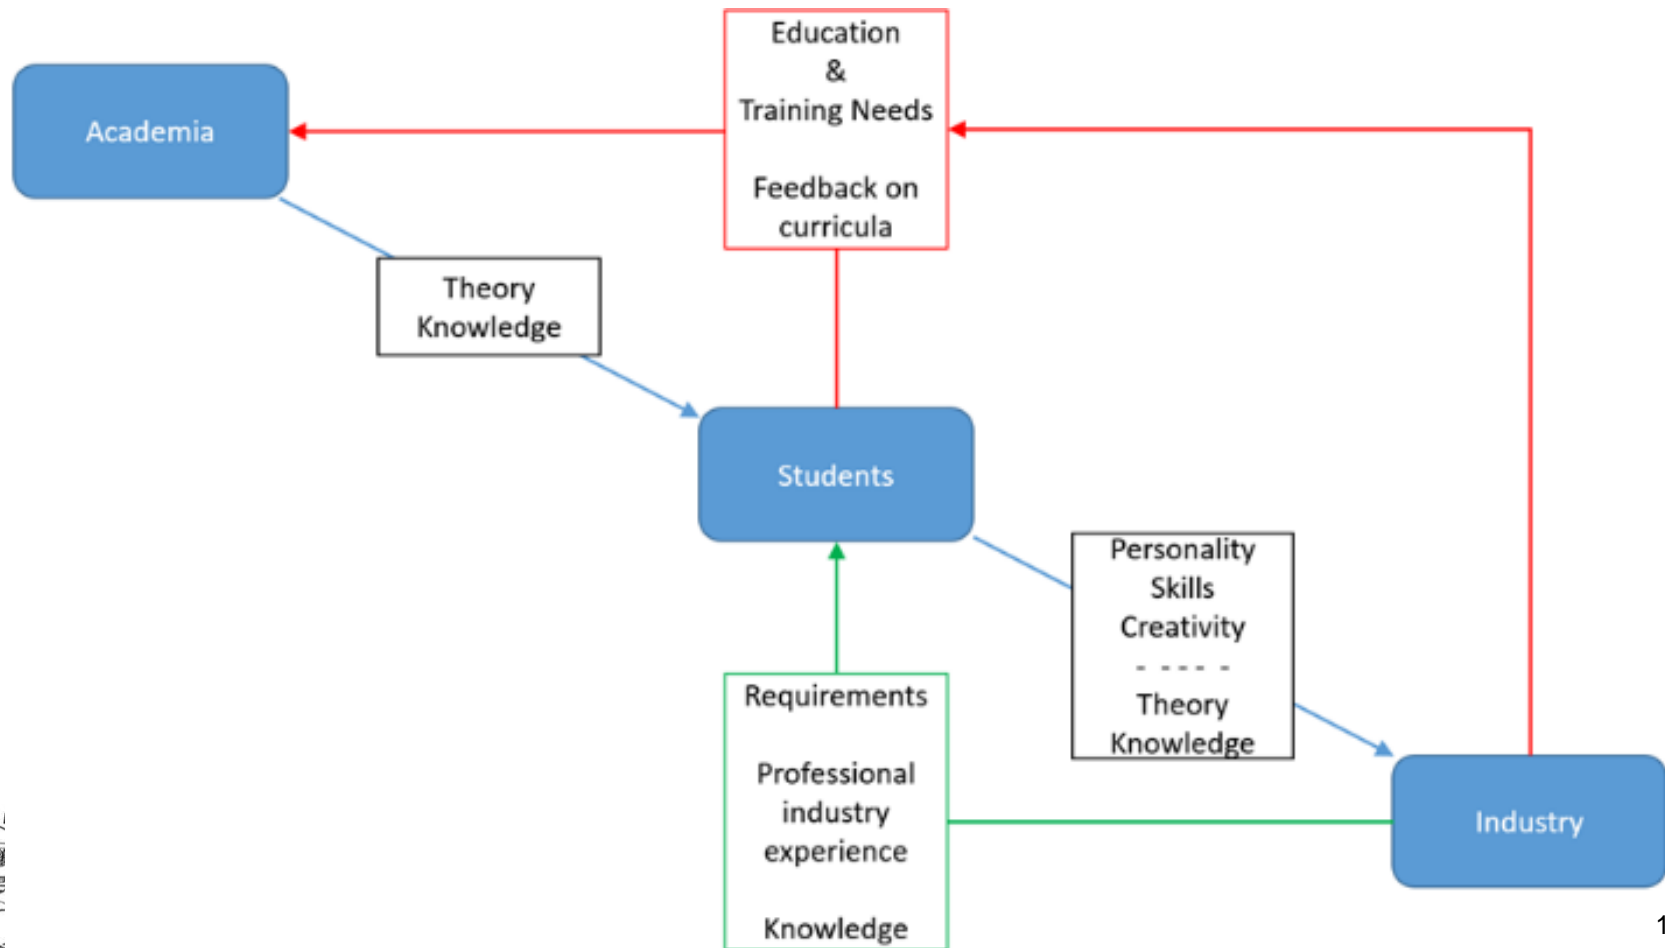 Education
&
Training Needs
Feedback on
curricula
Academia
Theory
Knowledge
Students
Personality
Skills
Creativity
- ---- -
Theory
Knowledge
Requirements
Professional
industry
experience
Knowledge
Industry
1